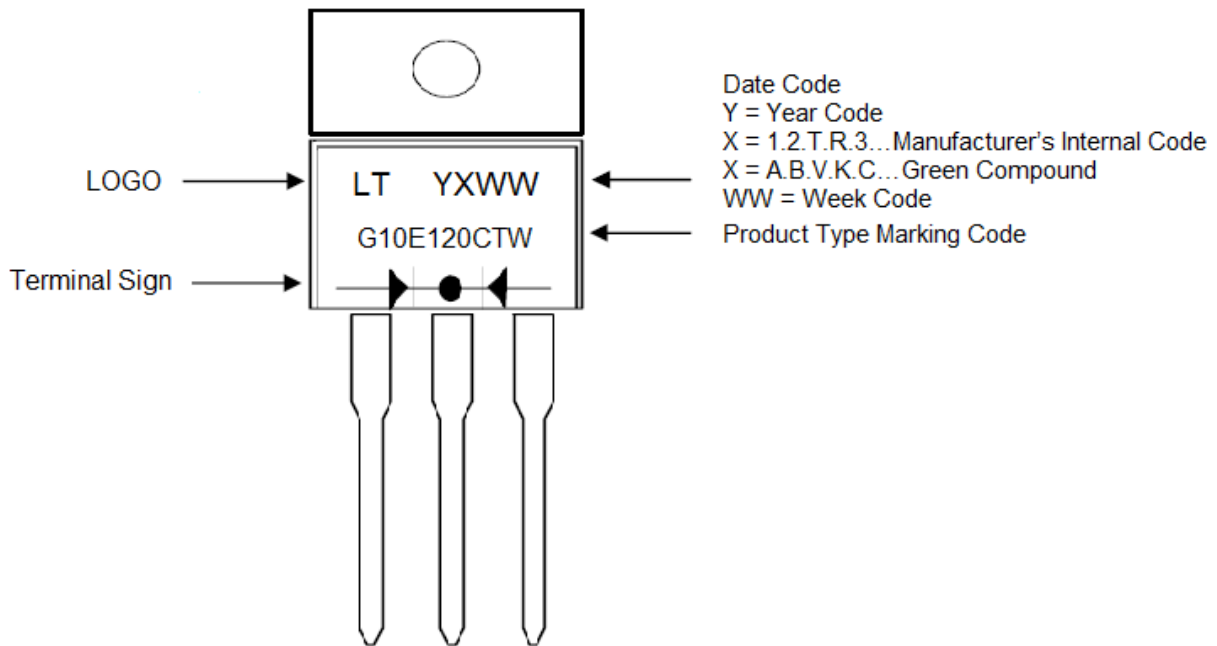 LOGO
LT YXWW
G10E120CTW
Terminal Sign
Date Code
Y = Year Code
X = 1.2.T.R.3...Manufacturer's Internal Code
X = A.B.V.K.C...Green Compound
WW = Week Code
Product Type Marking Code